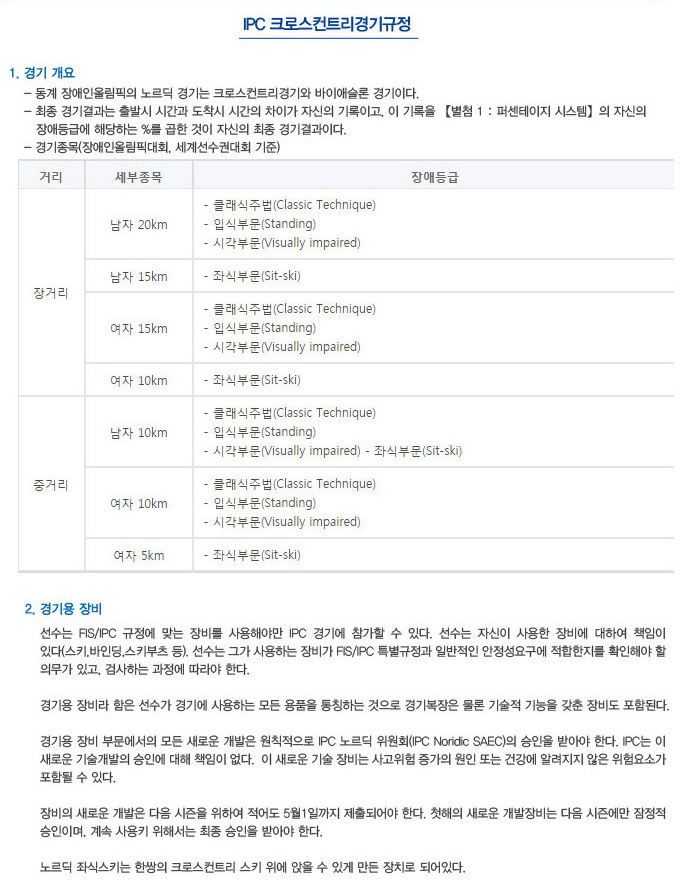 IPC 크로스컨트리경기규정
1. 경기 개요
- 동계 장애인올림픽의 노르딕 경기는 크로스컨트리경기와 바이애슬론 경기이다.
- 최종 경기결과는 출발시 시간과 도착시 시간의 차이가 자신의 기록이고, 이 기록을 【별첨 1 : 퍼센테이지 시스템】의 자신의
장애등급에 해당하는 %를 곱한 것이 자신의 최종 경기결과이다.
- 경기종목(장애인올림픽대회, 세계선수권대회 기준)
거리 세부종목 장애등급
장거리
남자 20km
- 클래식주법(Classic Technique)
- 입식부문(Standing)
- 시각부문(Visually impaired)
남자 15km - 좌식부문(Sit-ski)
여자 15km
- 클래식주법(Classic Technique)
- 입식부문(Standing)
- 시각부문(Visually impaired)
여자 10km - 좌식부문(Sit-ski)
중거리
남자 10km
- 클래식주법(Classic Technique)
- 입식부문(Standing)
- 시각부문(Visually impaired) - 좌식부문(Sit-ski)
여자 10km
- 클래식주법(Classic Technique)
- 입식부문(Standing)
- 시각부문(Visually impaired)
여자 5km - 좌식부문(Sit-ski)
2. 경기용 장비
선수는 FIS/IPC 규정에 맞는 장비를 사용해야만 IPC 경기에 참가할 수 있다. 선수는 자신이 사용한 장비에 대하여 책임이
있다(스키,바인딩,스키부츠 등). 선수는 그가 사용하는 장비가 FIS/IPC 특별규정과 일반적인 안정성요구에 적합한지를 확인해야 할
의무가 있고, 검사하는 과정에 따라야 한다.
경기용 장비라 함은 선수가 경기에 사용하는 모든 용품을 통칭하는 것으로 경기복장은 물론 기술적 기능을 갖춘 장비도 포함된다.
경기용 장비 부문에서의 모든 새로운 개발은 원칙적으로 IPC 노르딕 위원회(IPC Noridic SAEC)의 승인을 받아야 한다. IPC는 이
새로운 기술개발의 승인에 대해 책임이 없다. 이 새로운 기술 장비는 사고위험 증가의 원인 또는 건강에 알려지지 않은 위험요소가
포함될 수 있다.
장비의 새로운 개발은 다음 시즌을 위하여 적어도 5월1일까지 제출되어야 한다. 첫해의 새로운 개발장비는 다음 시즌에만 잠정적
승인이며, 계속 사용키 위해서는 최종 승인을 받아야 한다.
노르딕 좌식스키는 한쌍의 크로스컨트리 스키 위에 앉을 수 있게 만든 장치로 되어있다.